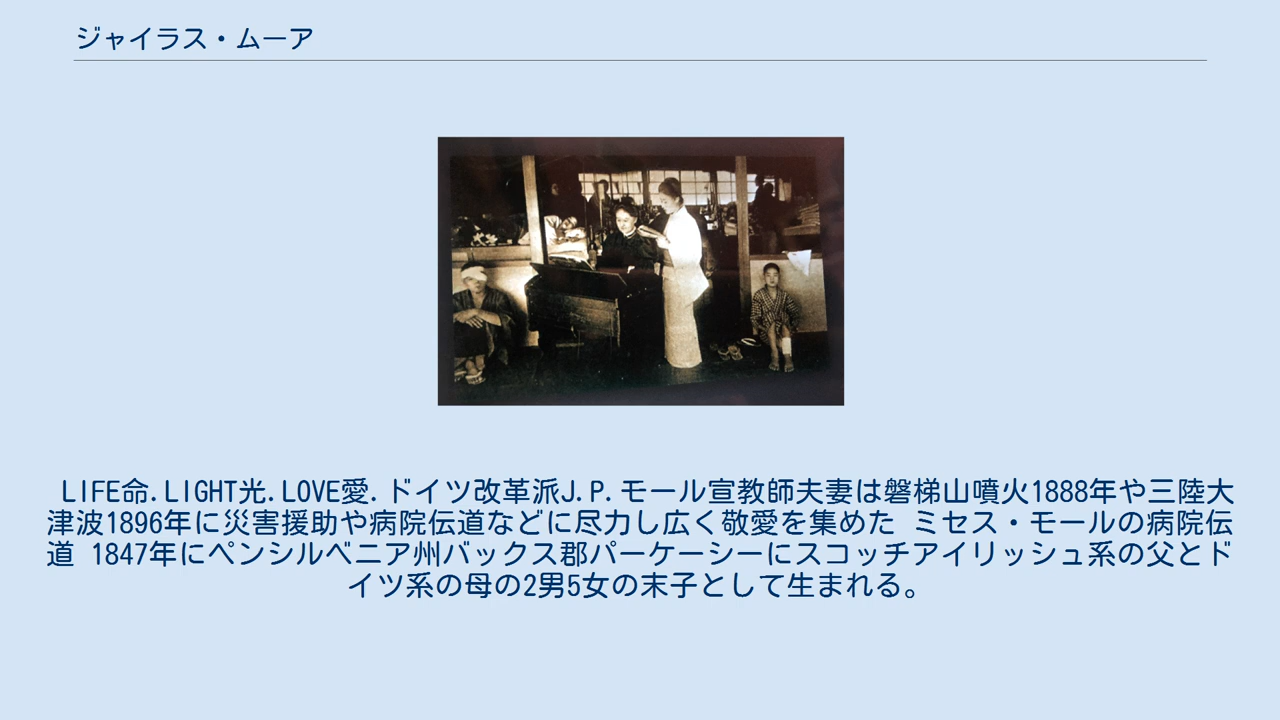 ジャイラス・ムーア
LIFE命.LIGHT光.LOVE愛.ドイツ改革派J.P.モール宣教師夫妻は磐梯山噴火1888年や三陸大
津波1896年に災害援助や病院伝道などに尽力し広く敬愛を集めた ミセス・モールの病院伝
道 1847年にペンシルベニア州バックス郡パーケーシーにスコッチアイリッシュ系の父とド
イツ系の母の2男5女の末子として生まれる。